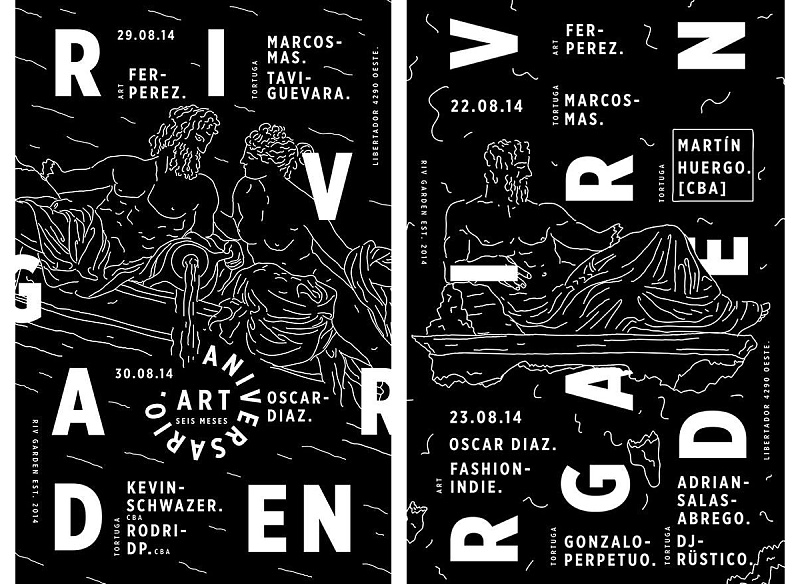 R I
29.08.14
ART
FER-
PEREZ.
TORTUGA
MARCOS-
MAS.
TAVI-
GUEVARA.
LIBERTADOR 4290 OESTE.
V
G
A R
30.08.14
ANIVERSARIO.
ART
SEIS MESES
OSCAR-
DIAZ.
RIV GARDEN EST. 2014
D EN
KEVIN-
SCHWAZER.
CBA
TORTUGA
RODRI-
DP. CBA
V
ART
FER-
PEREZ.
N
22.08.14
TORTUGA
MARCOS-
MAS.
RIV GARDEN EST. 2014
R
TORTUGA
MARTÍN
HUERGO.
[CBA]
I
E
A
LIBERTADOR 4290 OESTE.
23.08.14
OSCAR DIAZ.
ART
FASHION-
INDIE.
D
G
R
TORTUGA
GONZALO-
PERPETUO.
ADRIAN-
SALAS-
ABREGO.
TORTUGA
DJ-
RÜSTICO.